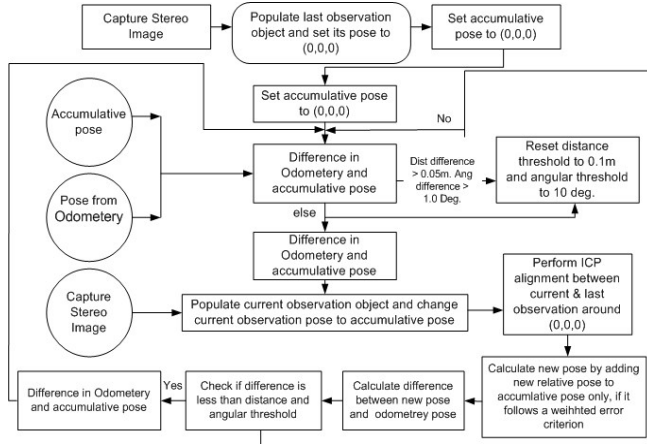 Capture Stereo
Image
Populate last observation
object and set its pose to
(0,0,0)
Set accumulative
pose to (0,0,0)
Set accumulative pose
to (0,0,0)
No
Accumulative
pose
Difference in
Odometry and
accumulative pose
Dist difference
> 0.05m. Ang
difference >
1.0 Deg.
Reset distance
threshold to 0.1m
and angular threshold
to 10 deg.
Pose from
Odometery
else
Difference in
Odometry and
accumulative pose
Capture
Stereo
Image
Populate current observation object and change
current observation pose to accumulative pose
Perform ICP
alignment between
current & last
observation around
(0,0,0)
Calculate new pose by adding
new relative pose to
accumlative pose only, if it
follows a weihhted error
criterion
Calculate difference
between new pose
and odometrey pose
Check if difference is
less than distance and
angular threshold
Yes
Difference in Odometery
and accumulative pose